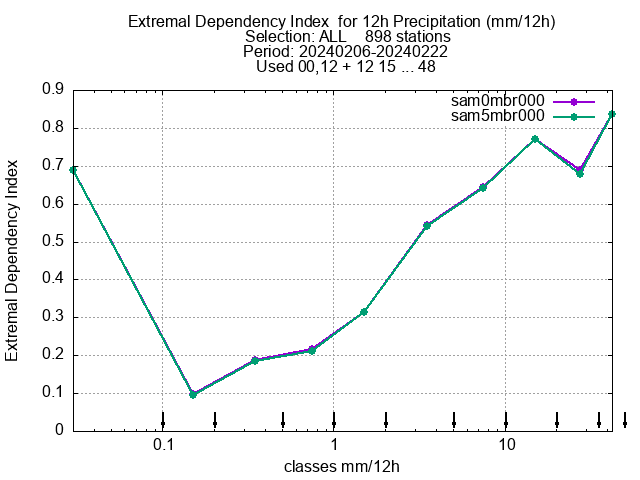 Extremal Dependency Index  for 12h Precipitation (mm/12h)
Selection: ALL    898 stations
Period: 20240206-20240222
Used 00,12 + 12 15 ... 48
sam0mbr000
sam5mbr000
0.9
0.8
0.7
0.6
0.5
0.4
0.3
0.2
0.1
0
Extremal Dependency Index
0.1 1 10
classes mm/12h